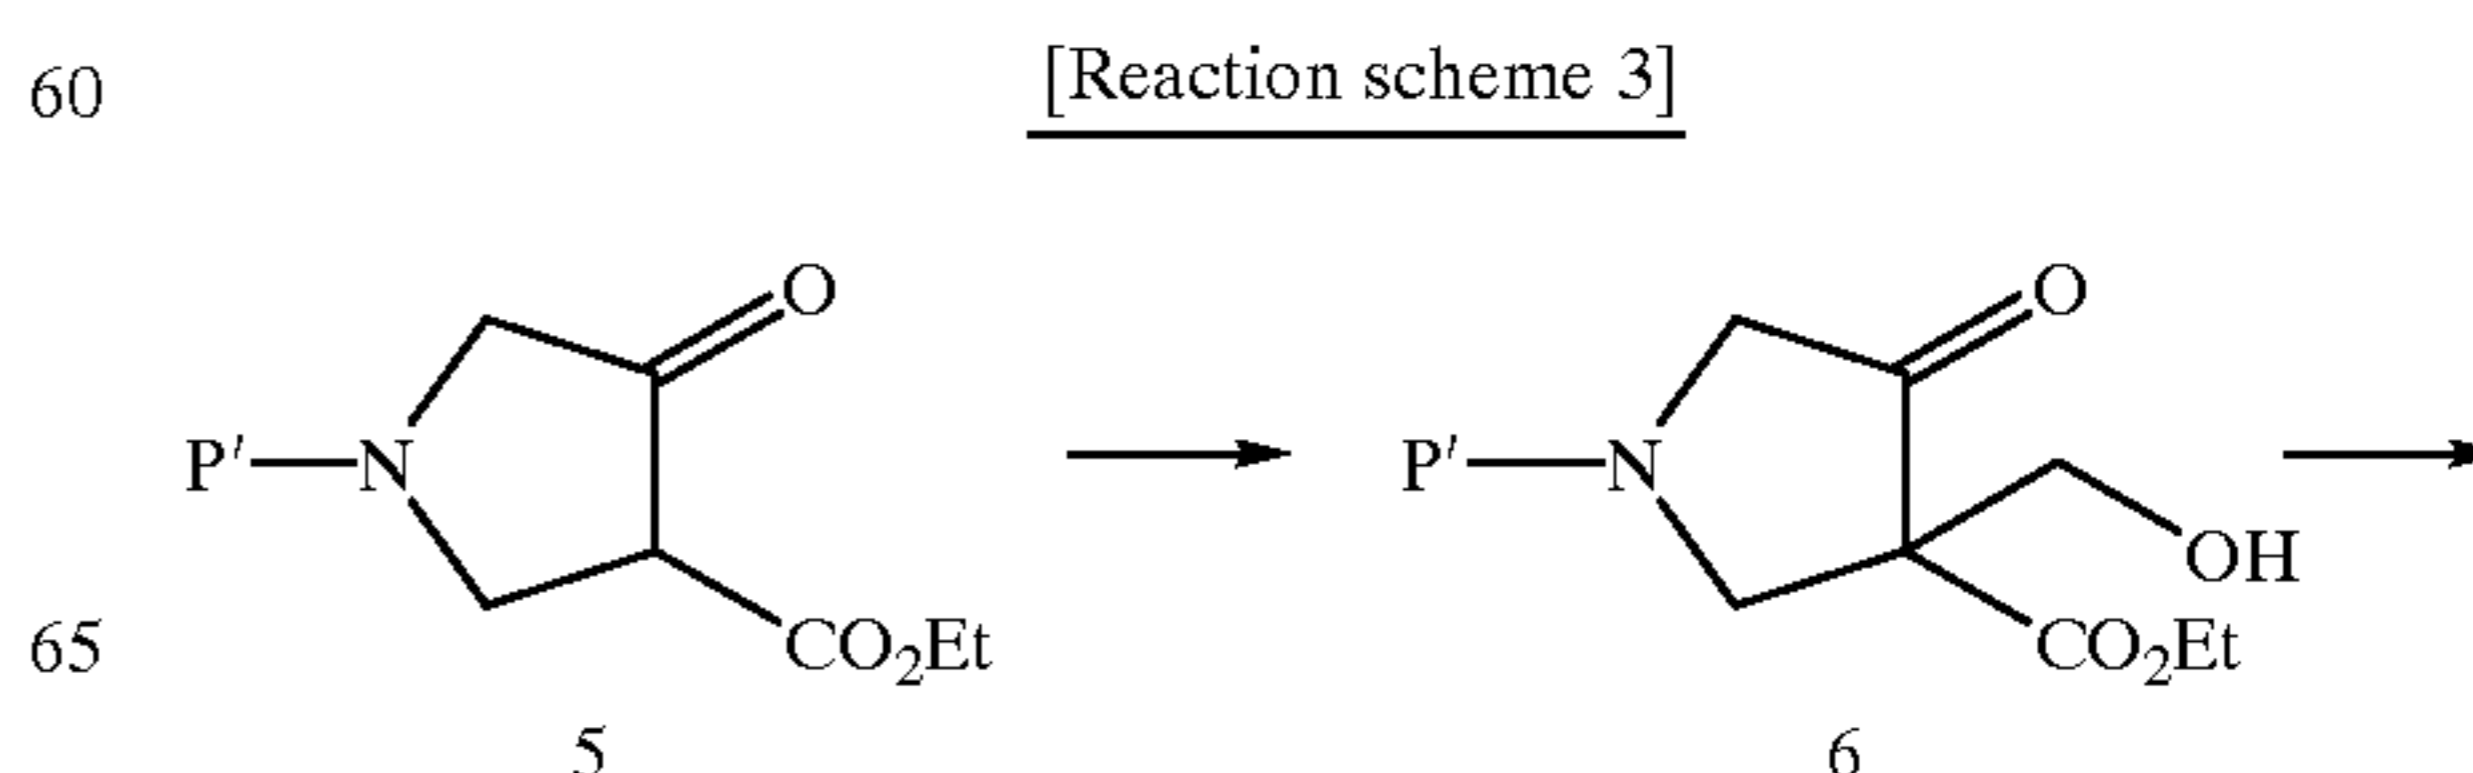 60 [Reaction scheme 3]
O O
P' N P' N
OH
65 CO2Et CO2Et
5 6